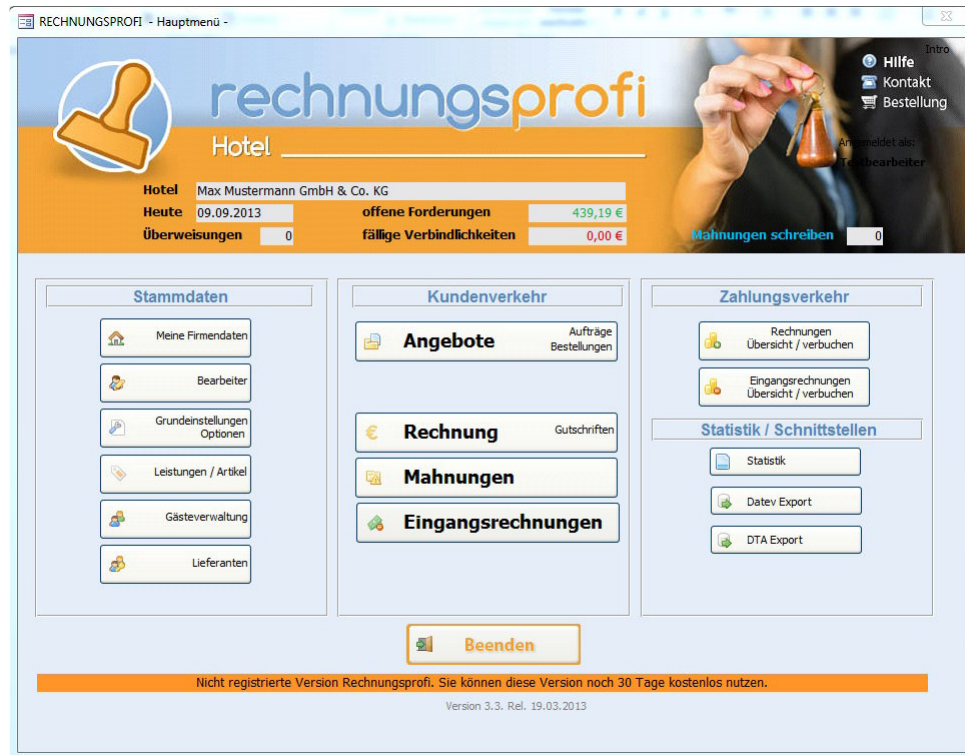 RECHNUNGSPROFI - Hauptmenü -
Intro
Hilfe
Kontakt
Bestellung
rechnungsprofi
Hotel
Angemeldet als:
Testbearbeiter
Hotel Max Mustermann GmbH & Co. KG
Heute 09.09.2013 offene Forderungen 439,19 €
Überweisungen 0 fällige Verbindlichkeiten 0,00 € Mahnungen schreiben 0
Stammdaten
Meine Firmendaten
Bearbeiter
Grundeinstellungen
Optionen
Leistungen / Artikel
Gästeverwaltung
Lieferanten
Kundenverkehr
Angebote
Aufträge
Bestellungen
Rechnung Gutschriften
Mahnungen
Eingangsrechnungen
Zahlungsverkehr
Rechnungen
Übersicht / verbuchen
Eingangsrechnungen
Übersicht / verbuchen
Statistik / Schnittstellen
Statistik
Datev Export
DTA Export
Beenden
Nicht registrierte Version Rechnungsprofi. Sie können diese Version noch 30 Tage kostenlos nutzen.
Version 3.3. Rel. 19.03.2013